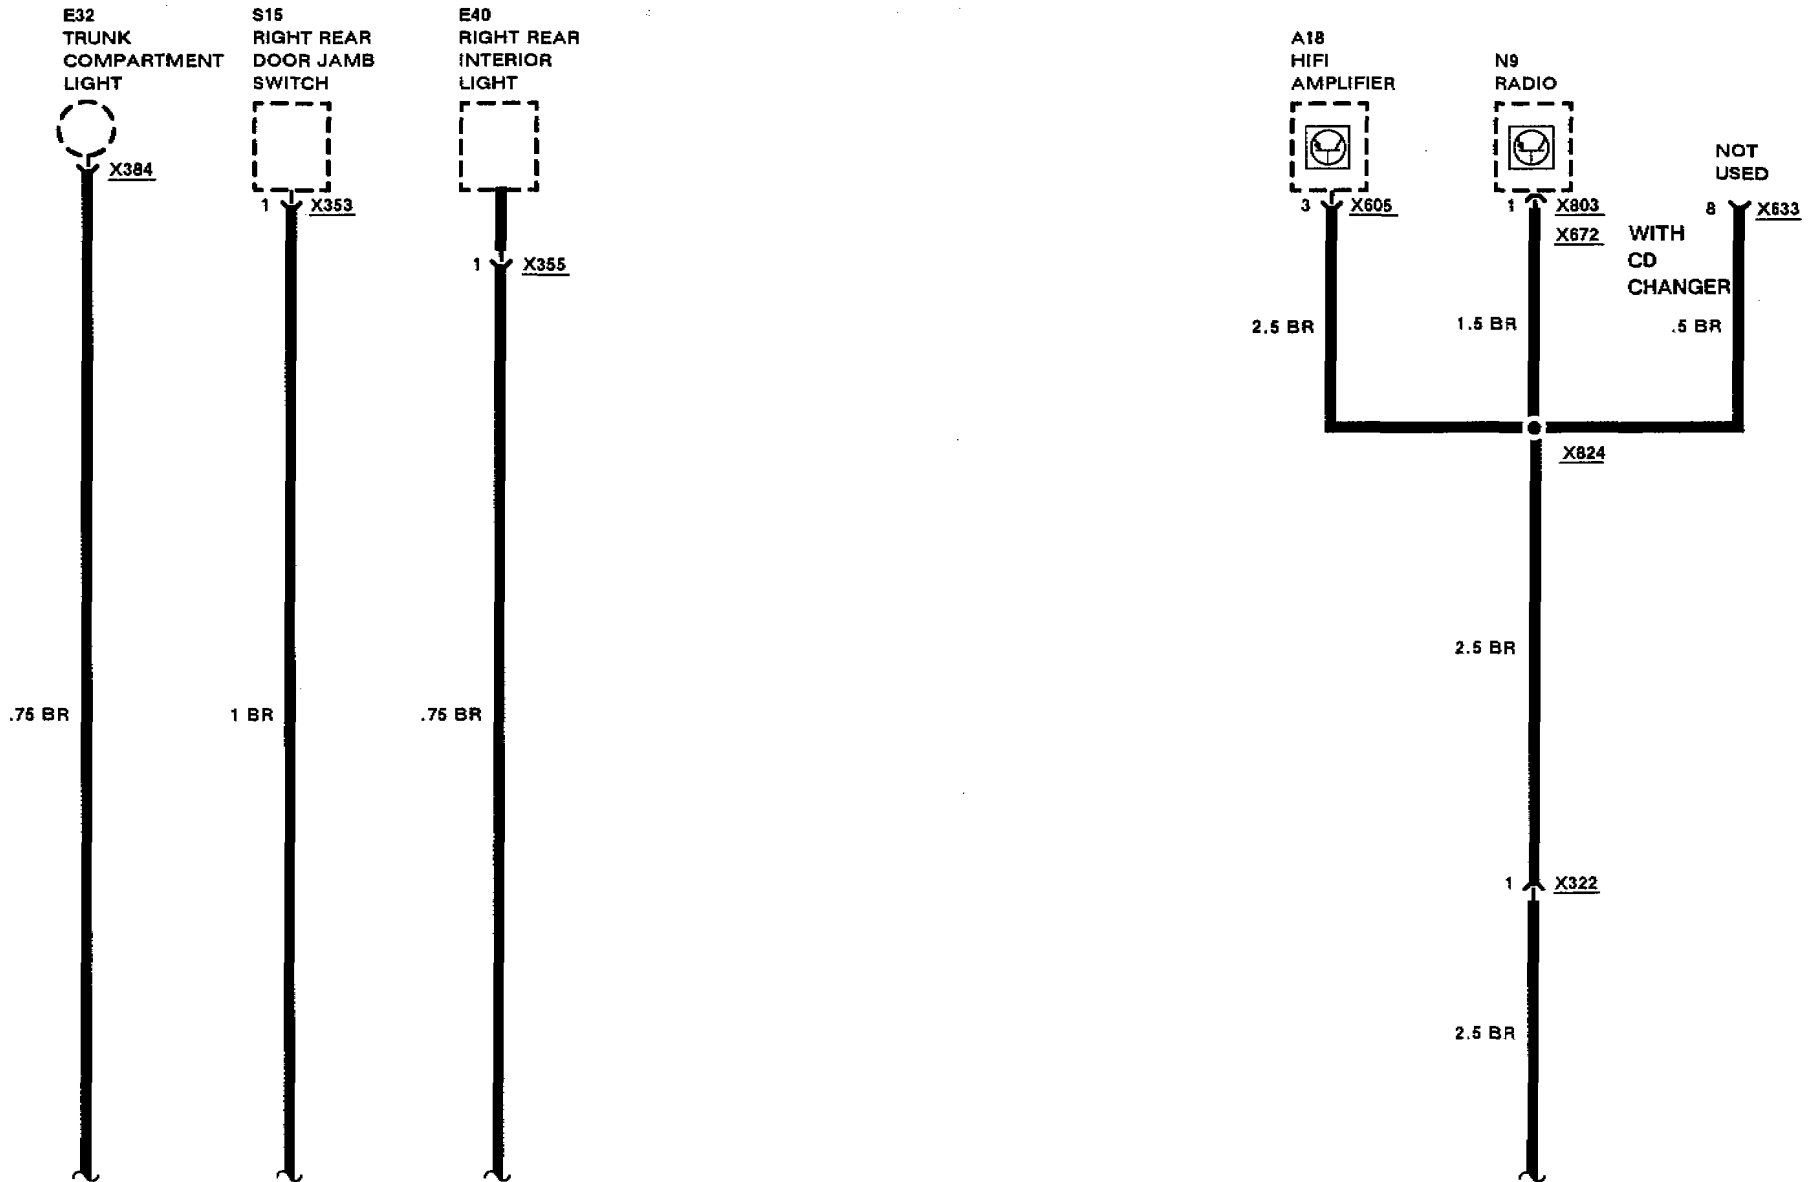 E32
TRUNK
COMPARTMENT
LIGHT
X384
.75 BR
S15
RIGHT REAR
DOOR JAMB
SWITCH
1 X353
1 BR
E40
RIGHT REAR
INTERIOR
LIGHT
1 X355
.75 BR
A18
HIFI
AMPLIFIER
3 X605
2.5 BR
N9
RADIO
1 X803
X672
WITH
CD
CHANGER
1.5 BR
NOT
USED
8 X633
.5 BR
X824
2.5 BR
1 X322
2.5 BR